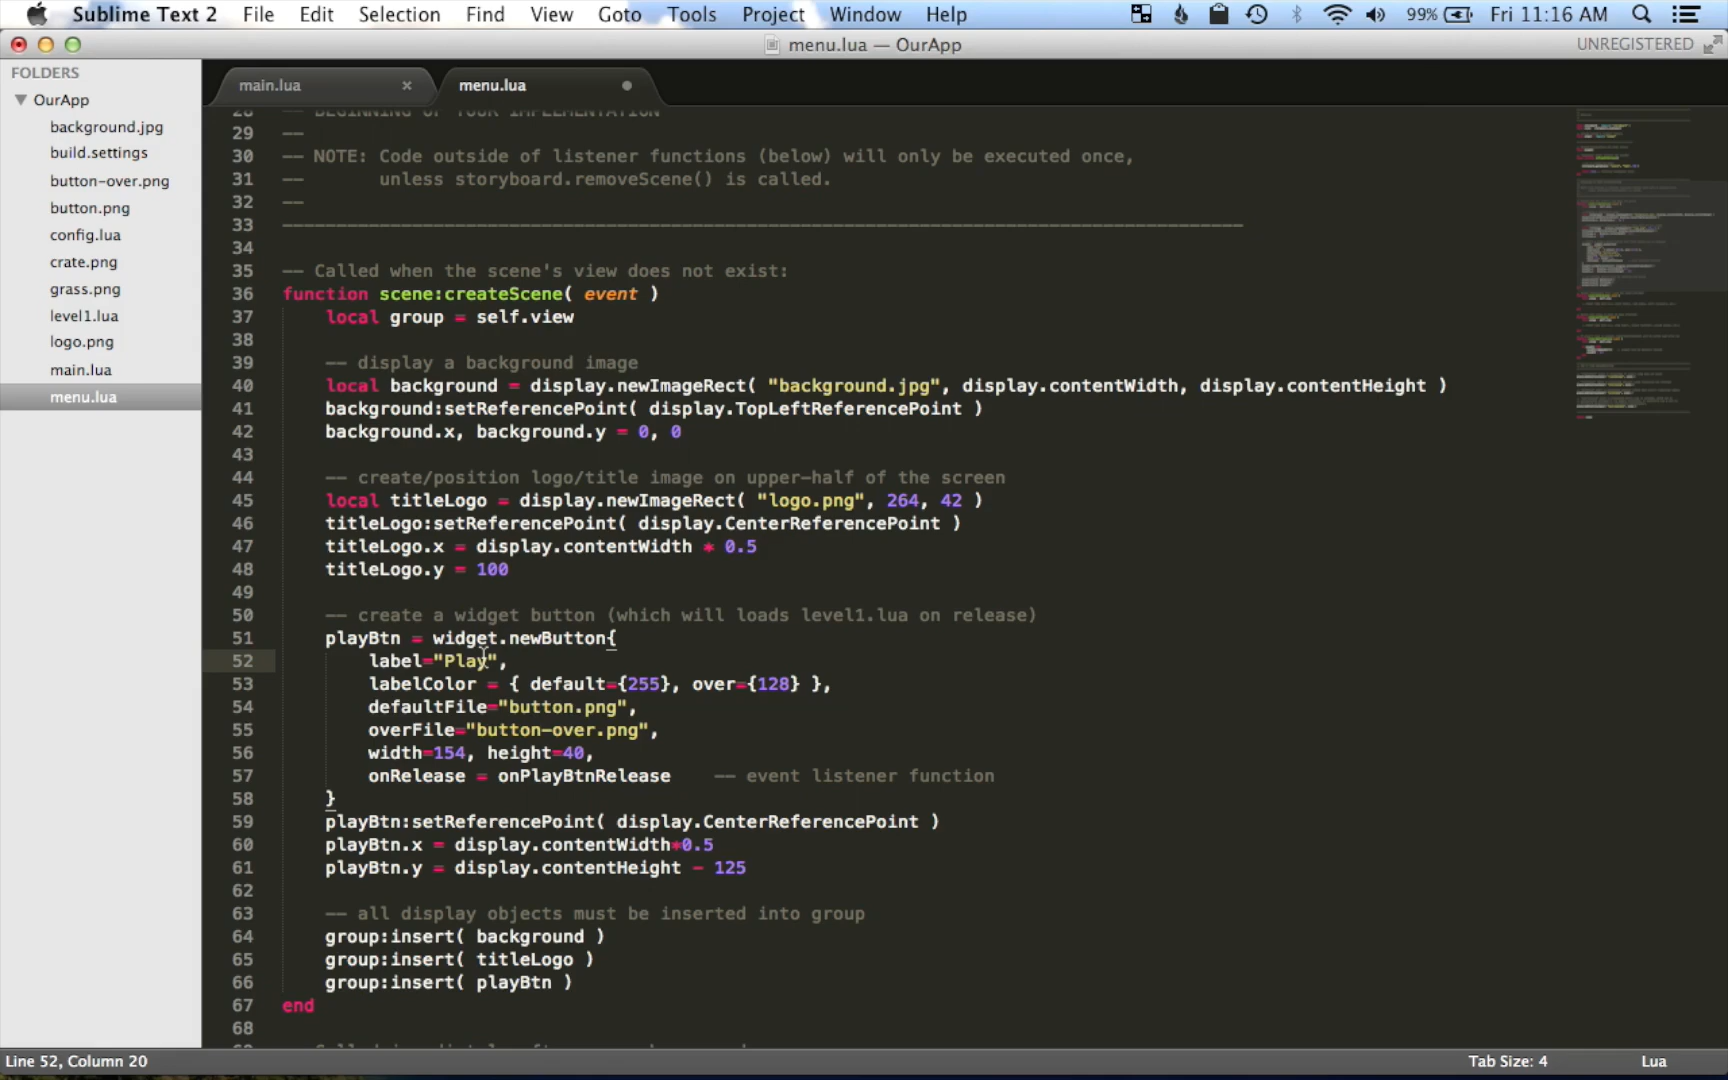 Sublime Text 2 File Edit Selection Find View Goto Tools Project Window Help 99% Fri 11:16 AM
menu.lua — OurApp UNREGISTERED
FOLDERS
OurApp
background.jpg
build.settings
button-over.png
button.png
config.lua
crate.png
grass.png
level1.lua
logo.png
main.lua
menu.lua
main.lua × menu.lua
28 -- BEGINNING OF YOUR IMPLEMENTATION
29 --
30 -- NOTE: Code outside of listener functions (below) will only be executed once,
31 -- unless storyboard.removeScene() is called.
32 --
33 -----------------------------------------------------------------------------------------
34
35 -- Called when the scene's view does not exist:
36 function scene:createScene( event )
37 local group = self.view
38
39 -- display a background image
40 local background = display.newImageRect( "background.jpg", display.contentWidth, display.contentHeight )
41 background:setReferencePoint( display.TopLeftReferencePoint )
42 background.x, background.y = 0, 0
43
44 -- create/position logo/title image on upper-half of the screen
45 local titleLogo = display.newImageRect( "logo.png", 264, 42 )
46 titleLogo:setReferencePoint( display.CenterReferencePoint )
47 titleLogo.x = display.contentWidth * 0.5
48 titleLogo.y = 100
49
50 -- create a widget button (which will loads level1.lua on release)
51 playBtn = widget.newButton{
52 label="Play",
53 labelColor = { default={255}, over={128} },
54 defaultFile="button.png",
55 overFile="button-over.png",
56 width=154, height=40,
57 onRelease = onPlayBtnRelease -- event listener function
58 }
59 playBtn:setReferencePoint( display.CenterReferencePoint )
60 playBtn.x = display.contentWidth*0.5
61 playBtn.y = display.contentHeight - 125
62
63 -- all display objects must be inserted into group
64 group:insert( background )
65 group:insert( titleLogo )
66 group:insert( playBtn )
67 end
68
Line 52, Column 20 Tab Size: 4 Lua